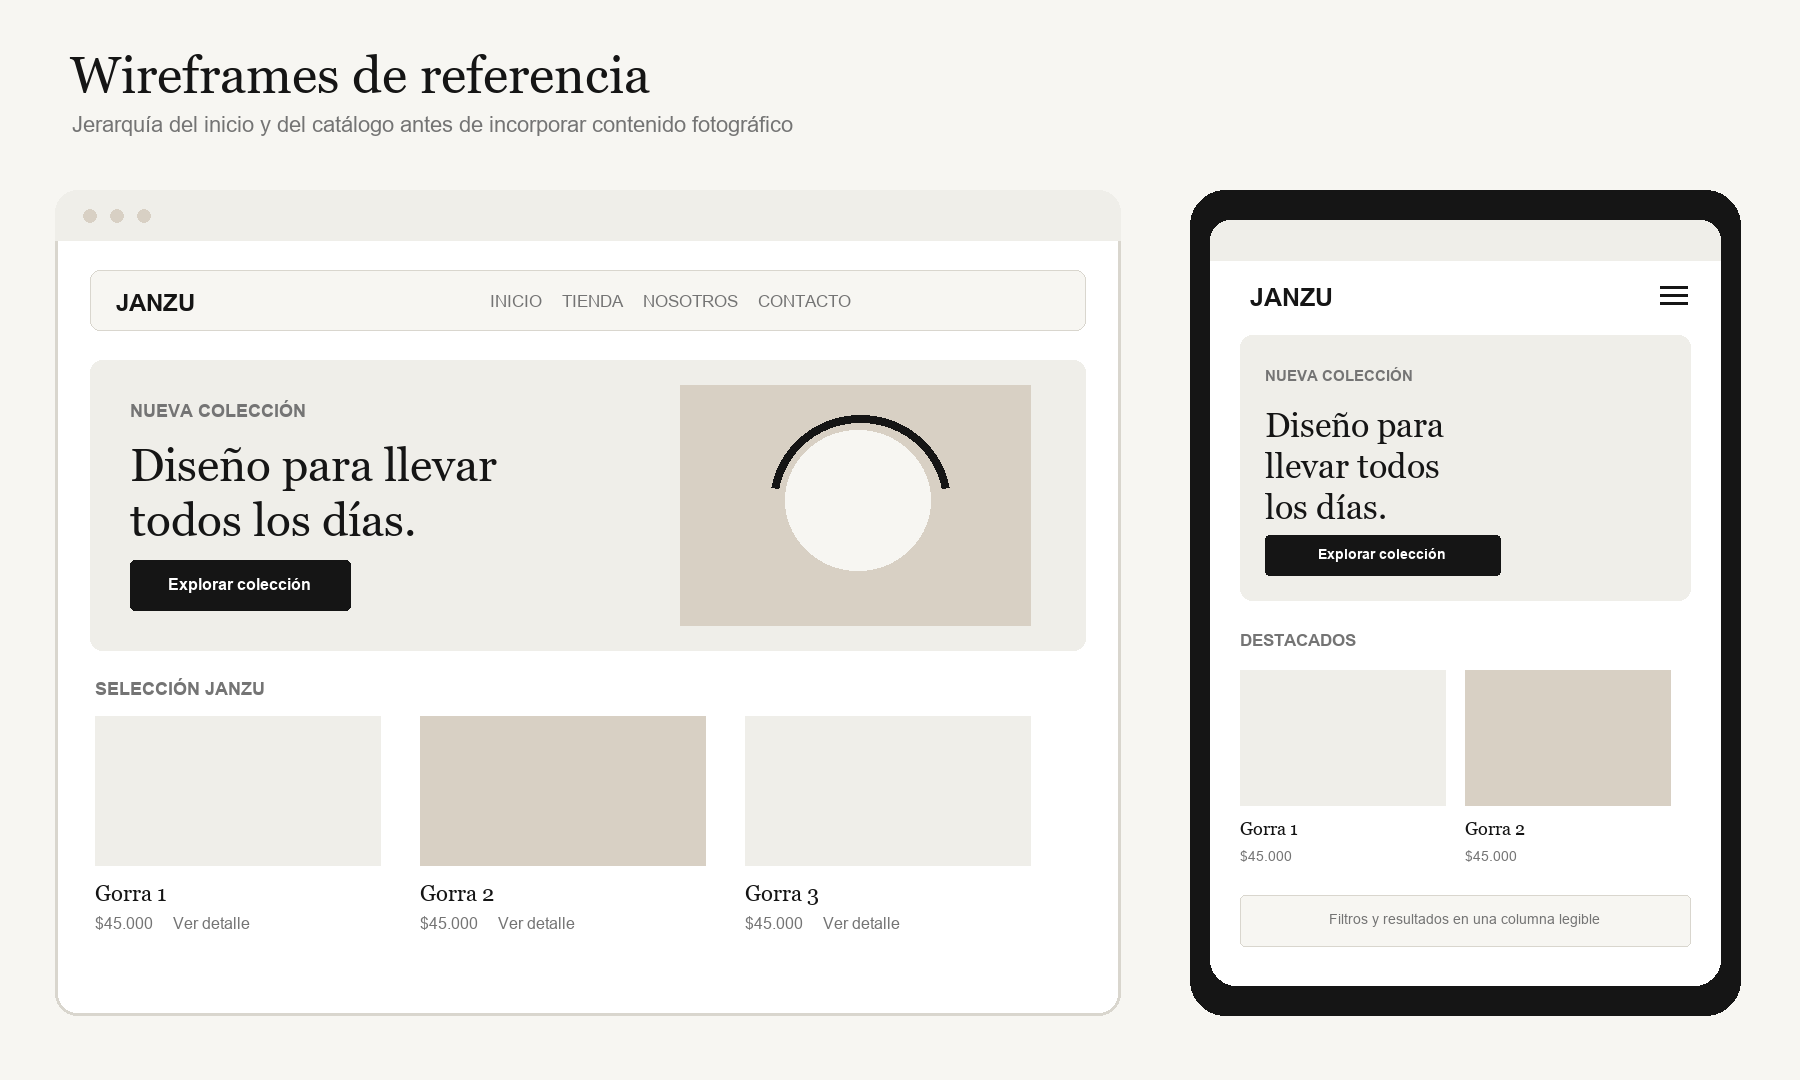 Wireframes de referencia
Jerarquía del inicio y del catálogo antes de incorporar contenido fotográfico
JANZU
INICIO TIENDA NOSOTROS CONTACTO
NUEVA COLECCIÓN
Diseño para llevar
todos los días.
Explorar colección
SELECCIÓN JANZU
Gorra 1
$45.000 Ver detalle
Gorra 2
$45.000 Ver detalle
Gorra 3
$45.000 Ver detalle
JANZU
NUEVA COLECCIÓN
Diseño para
llevar todos
los días.
Explorar colección
DESTACADOS
Gorra 1
$45.000
Gorra 2
$45.000
Filtros y resultados en una columna legible